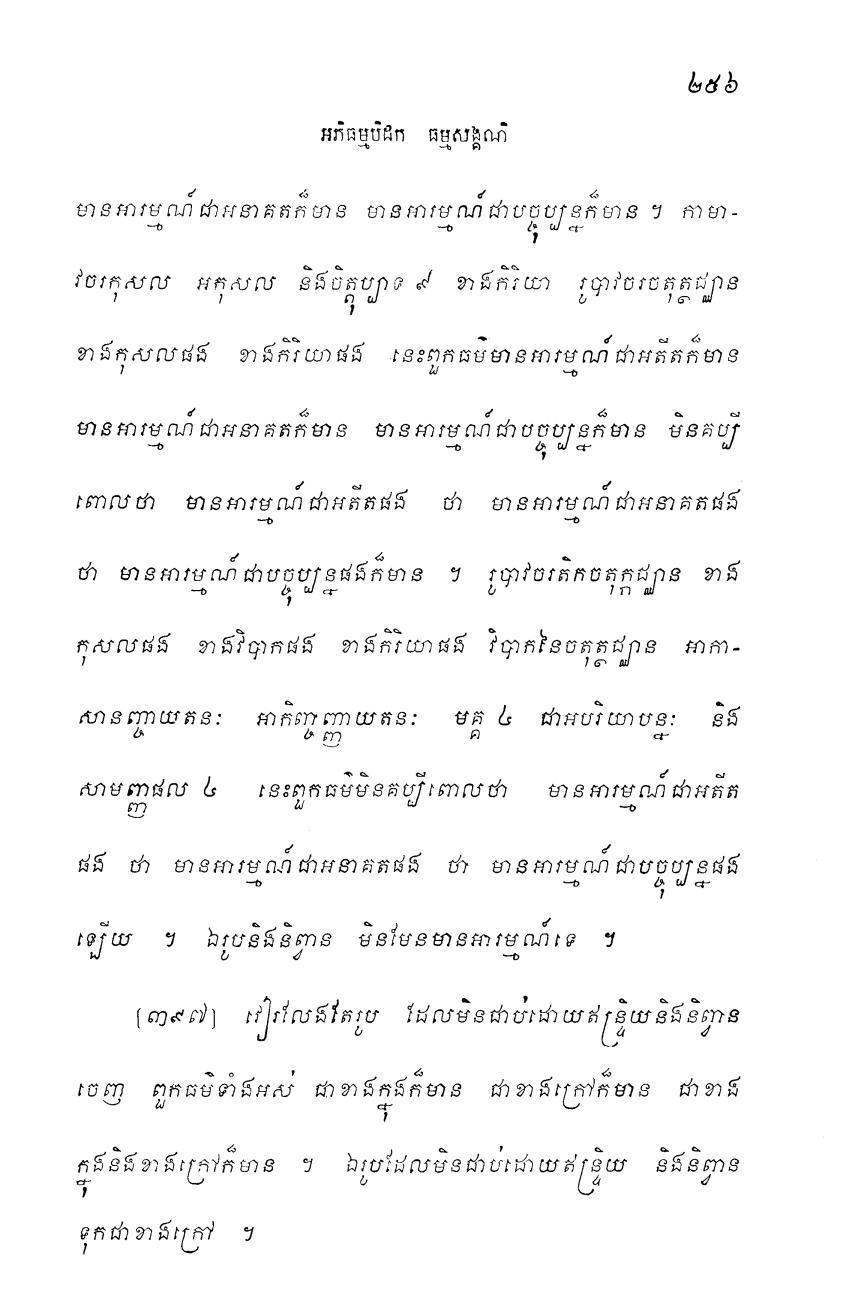 ២៥៦
អភិធម្មបិដក ធម្មសង្គណិ
មានអារម្មណ៍ជាអនាគតក៏មាន មានអារម្មណ៍ជាបច្ចុប្បន្នក៏មាន ។ កាមា-
វចរកុសល អកុសល និងចិត្តុប្បាទ ៩ ខាងកិរិយា រូបាវចរចតុត្ថជ្ឈាន
ខាងកុសលផង ខាងកិរិយាផង នេះពួកធម៌មានអារម្មណ៍ជាអតីតក៏មាន
មានអារម្មណ៍ជាអនាគតក៏មាន មានអារម្មណ៍ជាបច្ចុប្បន្នក៏មាន មិនគប្បី
ពោលថា មានអារម្មណ៍ជាអតីតផង ថា មានអារម្មណ៍ជាអនាគតផង
ថា មានអារម្មណ៍ជាបច្ចុប្បន្នផងក៏មាន ។ រូបាវចរតិកចតុក្កជ្ឈាន ខាង
កុសលផង ខាងវិបាកផង ខាងកិរិយាផង វិបាកនៃចតុត្ថជ្ឈាន អាកា-
សានញ្ចាយតនៈ អាកិញ្ចញ្ញាយតនៈ មគ្គ ៤ ជាអបរិយាបន្នៈ និង
សាមញ្ញផល ៤ នេះពួកធម៌មិនគប្បីពោលថា មានអារម្មណ៍ជាអតីត
ផង ថា មានអារម្មណ៍ជាអនាគតផង ថា មានអារម្មណ៍ជាបច្ចុប្បន្នផង
ឡើយ ។ ឯរូបនិងនិព្វាន មិនមែនមានអារម្មណ៍ទេ ។
[៣៩៧] វៀរលែងតែរូប ដែលមិនជាប់ដោយឥន្ទ្រិយនិងនិព្វាន
ចេញ ពួកធម៌ទាំងអស់ ជាខាងក្នុងក៏មាន ជាខាងក្រៅក៏មាន ជាខាង
ក្នុងនិងខាងក្រៅក៏មាន ។ ឯរូបដែលមិនជាប់ដោយឥន្ទ្រិយ និងនិព្វាន
ទុកជាខាងក្រៅ ។